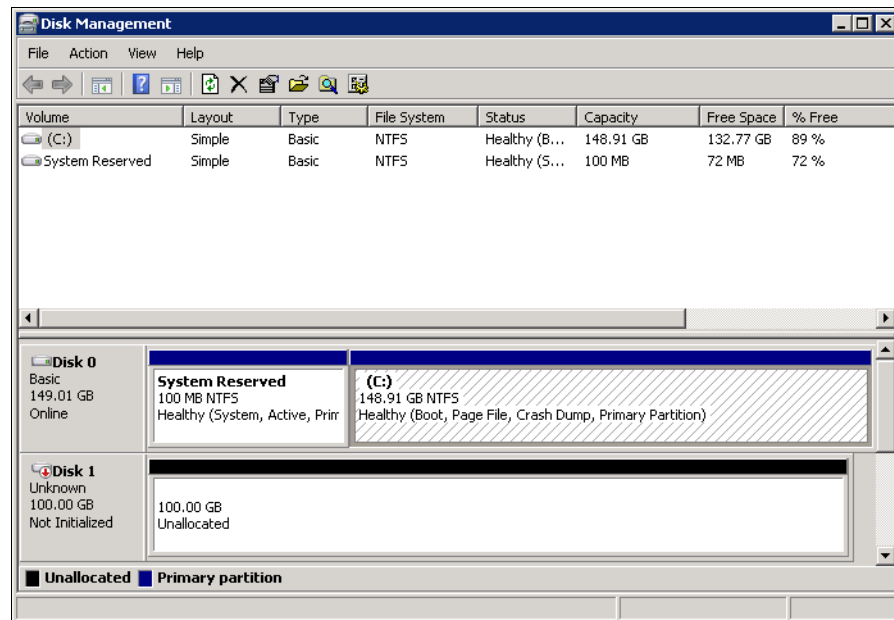 Disk Management
File Action View Help
Volume Layout Type File System Status Capacity Free Space % Free
(C:) Simple Basic NTFS Healthy (B... 148.91 GB 132.77 GB 89 %
System Reserved Simple Basic NTFS Healthy (S... 100 MB 72 MB 72 %
Disk 0
Basic
149.01 GB
Online
System Reserved
100 MB NTFS
Healthy (System, Active, Prim
(C:)
148.91 GB NTFS
Healthy (Boot, Page File, Crash Dump, Primary Partition)
Disk 1
Unknown
100.00 GB
Not Initialized
100.00 GB
Unallocated
Unallocated Primary partition